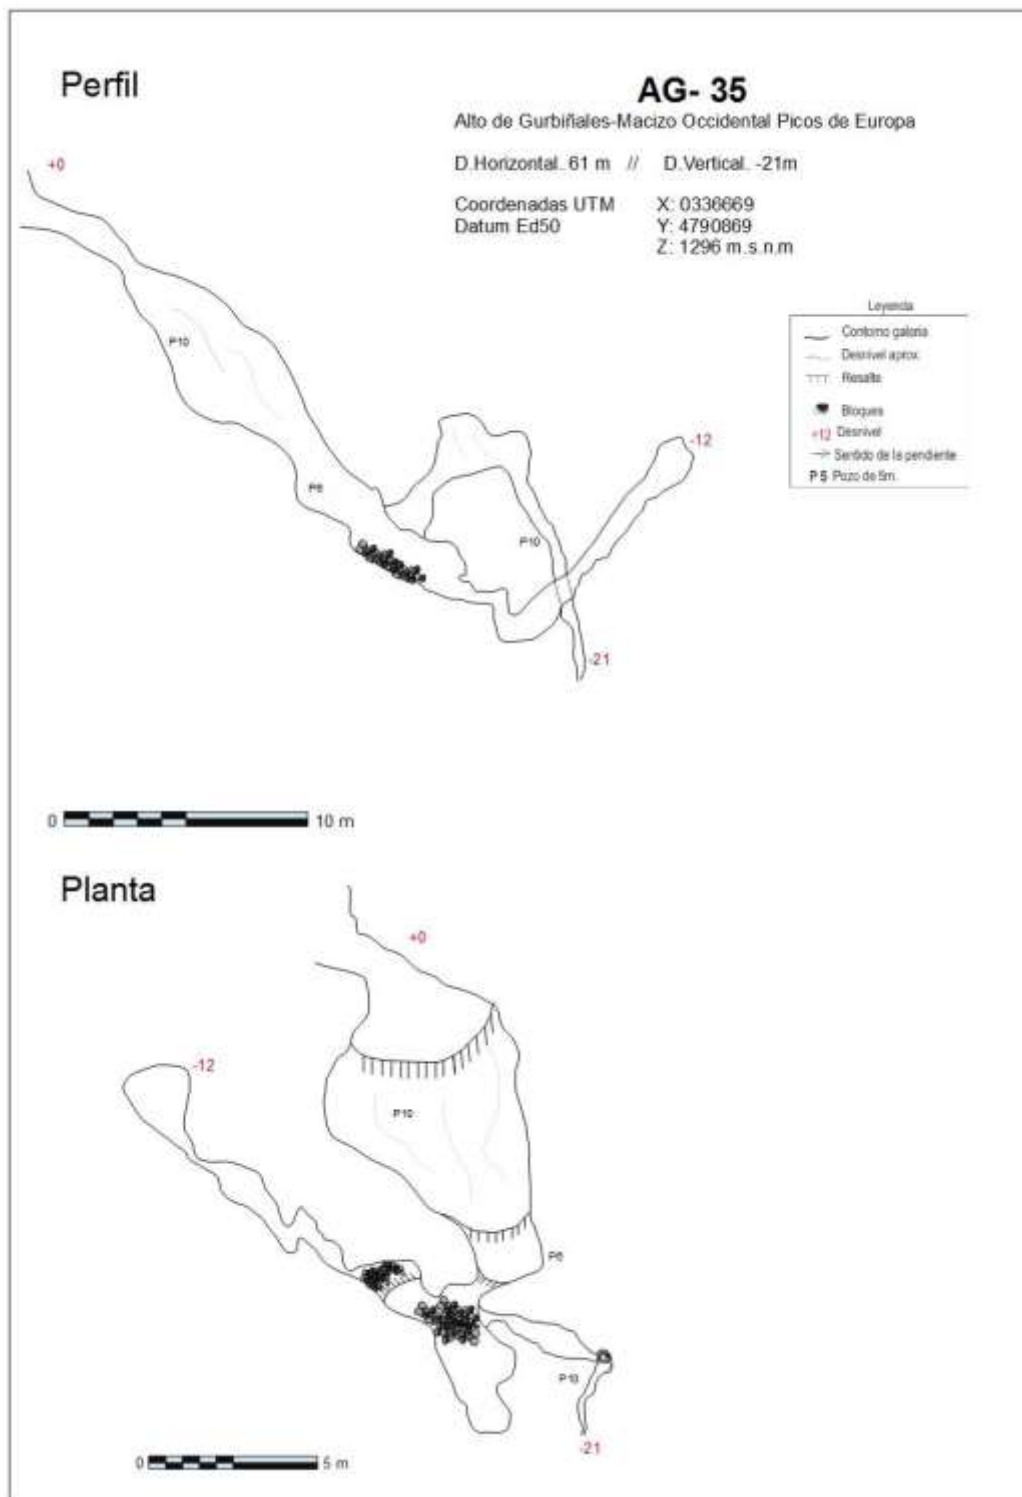 Perfil
AG- 35
Alto de Gurbiñales-Macizo Occidental Picos de Europa
+0
D.Horizontal. 61 m // D.Vertical. -21m
Coordenadas UTM X: 0336669
Datum Ed50 Y: 4790869
Z: 1296 m.s.n.m
Leyenda
Contorno galeria
Desnivel aprox.
Resalte
Bloques
+12 Desnivel
Sentido de la pendiente
P 5 Pozo de 5m.
P10
-12
P6
P10
-21
0 10 m
Planta
+0
-12
P10
P6
P10
-21
0 5 m